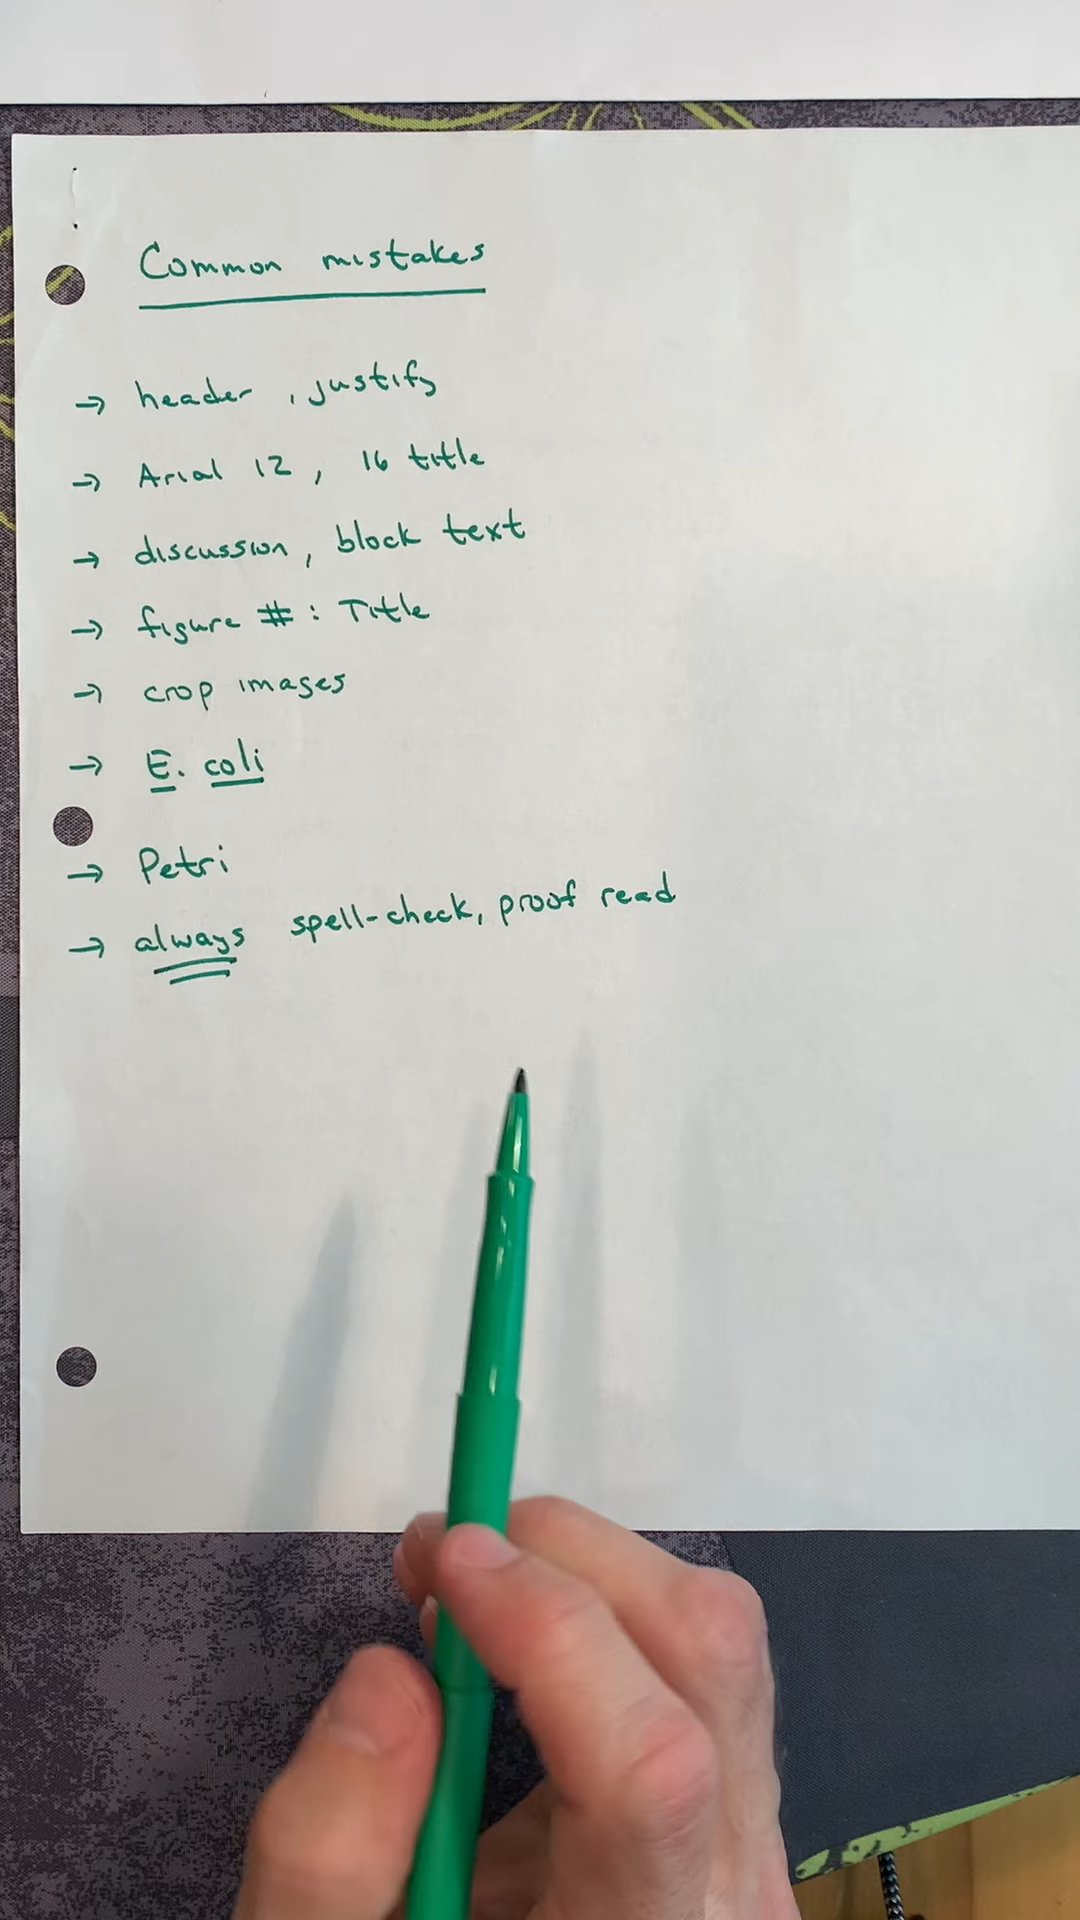 Common mistakes
→ header, justify
→ Arial 12, 16 title
→ discussion, block text
→ figure #: Title
→ crop images
→ E. coli
→ Petri
→ always spell-check, proof read